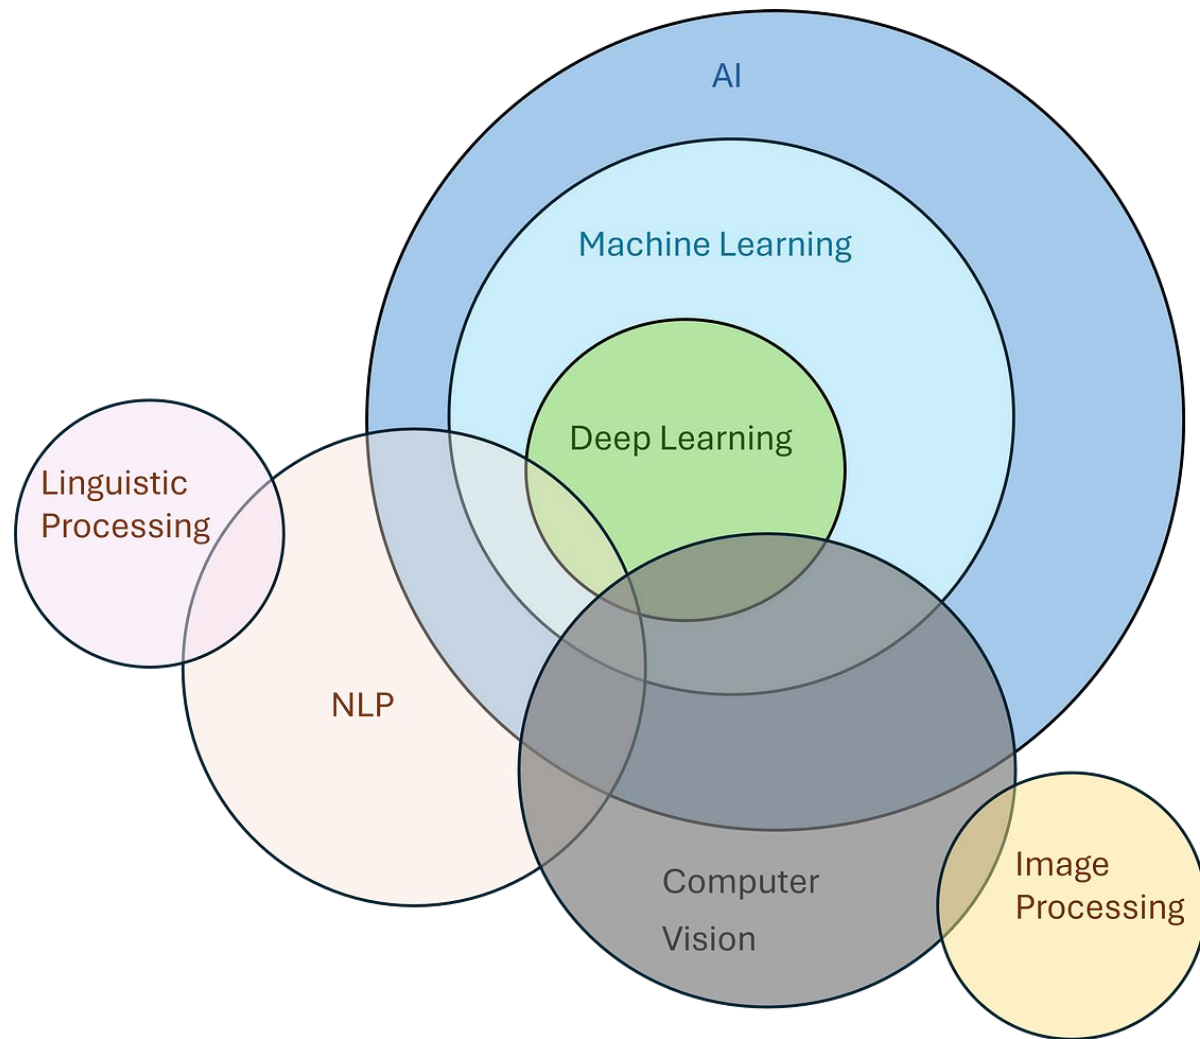 AI
Machine Learning
Deep Learning
Linguistic
Processing
NLP
Computer
Vision
Image
Processing